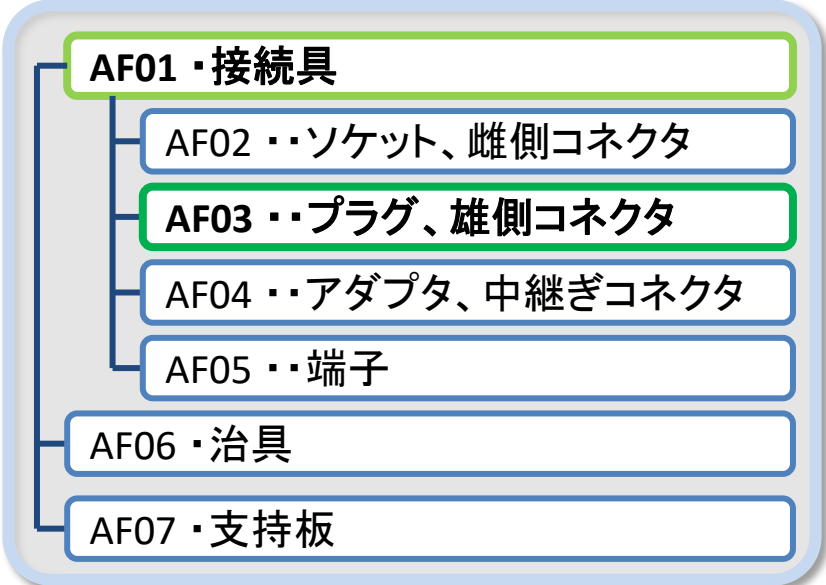 AF01 ・接続具
AF02 ・・ソケット、雌側コネクタ
AF03 ・・プラグ、雄側コネクタ
AF04 ・・アダプタ、中継ぎコネクタ
AF05 ・・端子
AF06 ・治具
AF07 ・支持板